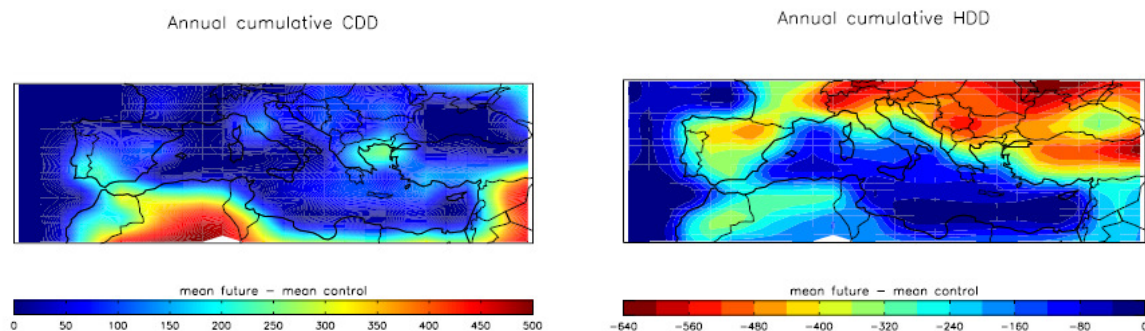 Annual cumulative CDD
mean future − mean control
0 50 100 150 200 250 300 350 400 450 500
Annual cumulative HDD
mean future − mean control
−640 −560 −480 −400 −320 −240 −160 −80